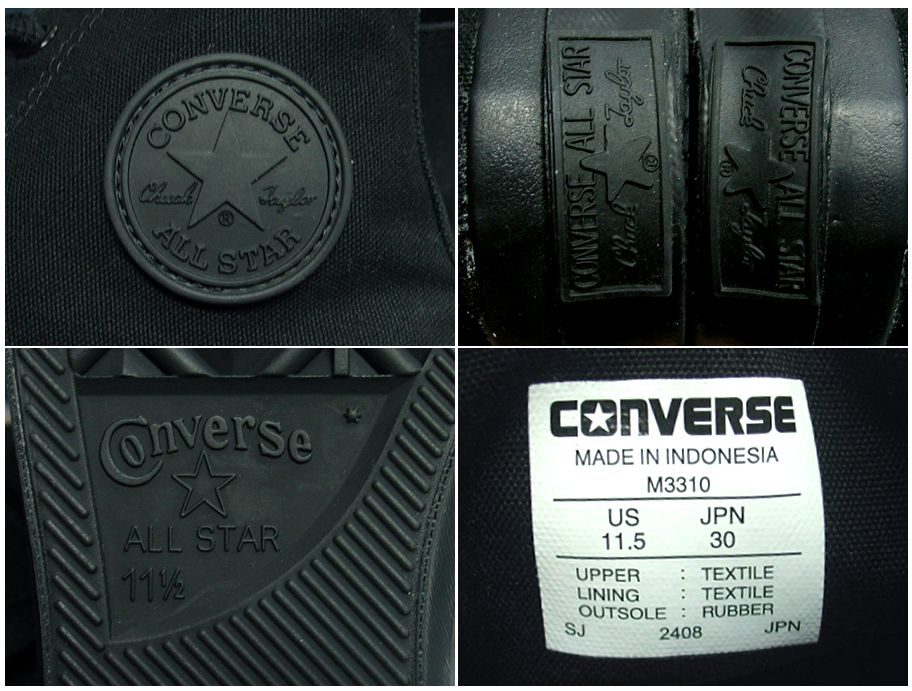 CONVERSE
Chuck Taylor
®
ALL STAR
CONVERSE ALL STAR
Chuck Taylor
®
CONVERSE ALL STAR
Chuck Taylor
®
Converse
ALL STAR
11½
CONVERSE
MADE IN INDONESIA
M3310
US JPN
11.5 30
UPPER : TEXTILE
LINING : TEXTILE
OUTSOLE : RUBBER
SJ 2408 JPN